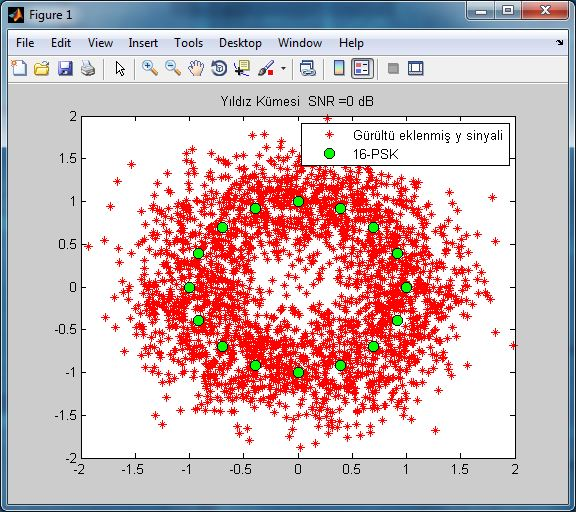 Figure 1
File Edit View Insert Tools Desktop Window Help
Yıldız Kümesi SNR =0 dB
Gürültü eklenmiş y sinyali
16-PSK
2
1.5
1
0.5
0
-0.5
-1
-1.5
-2
-2 -1.5 -1 -0.5 0 0.5 1 1.5 2